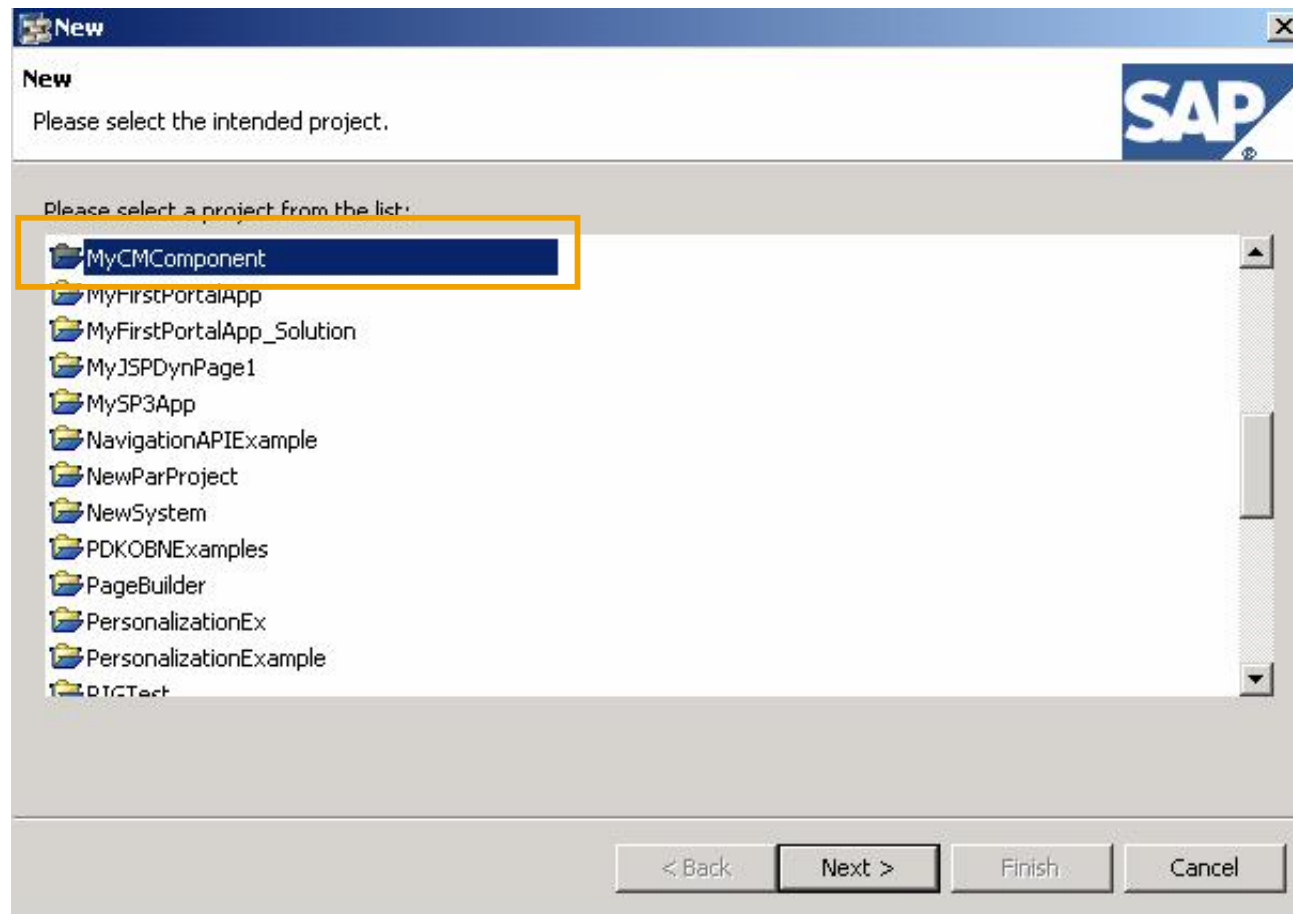 New
New
Please select the intended project.
SAP
®
Please select a project from the list:
MyCMComponent
MyFirstPortalApp
MyFirstPortalApp_Solution
MyJSPDynPage1
MySP3App
NavigationAPIExample
NewParProject
NewSystem
PDKOBNExamples
PageBuilder
PersonalizationEx
PersonalizationExample
RIGTest
< Back Next > Finish Cancel